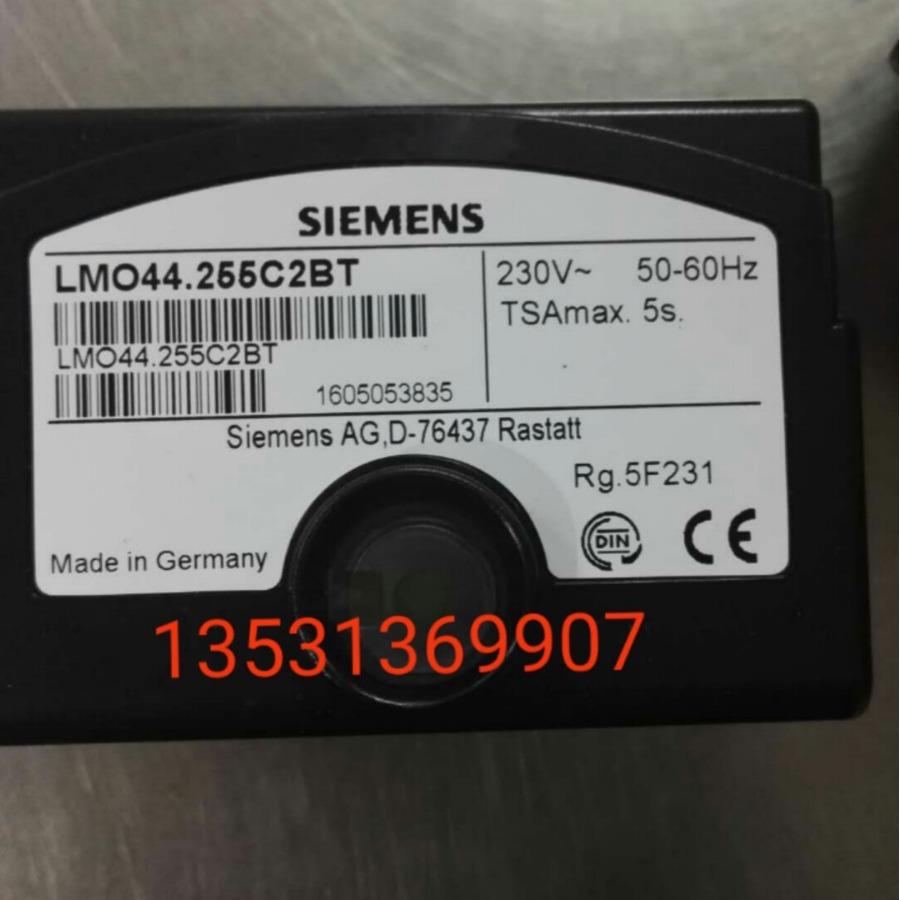 SIEMENS
LMO44.255C2BT
230V~ 50-60Hz
TSAmax. 5s.
LMO44.255C2BT
1605053835
Siemens AG,D-76437 Rastatt
Rg.5F231
DIN
CE
Made in Germany
13531369907